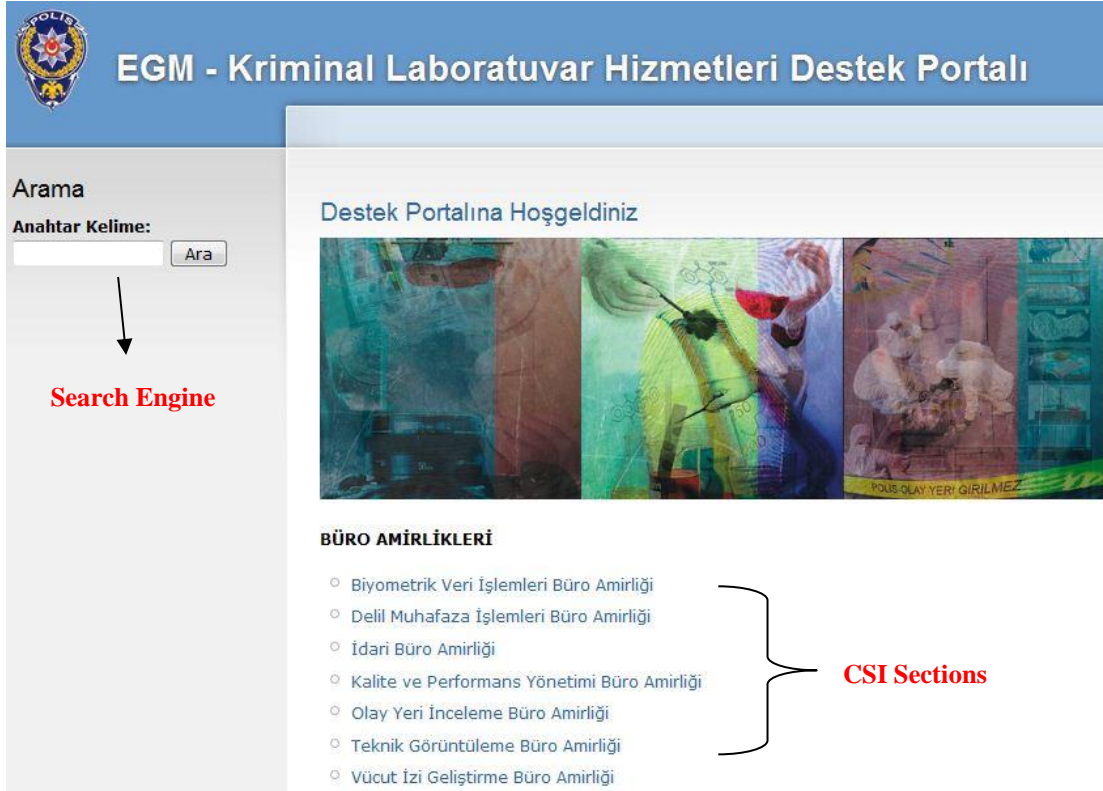 POLİS
EGM - Kriminal Laboratuvar Hizmetleri Destek Portalı
Arama
Anahtar Kelime:
Ara
Search Engine
Destek Portalına Hoşgeldiniz
POLİS OLAY YERİ GİRİLMEZ
BÜRO AMİRLİKLERİ
Biyometrik Veri İşlemleri Büro Amirliği
Delil Muhafaza İşlemleri Büro Amirliği
İdari Büro Amirliği
Kalite ve Performans Yönetimi Büro Amirliği
Olay Yeri İnceleme Büro Amirliği
Teknik Görüntüleme Büro Amirliği
Vücut İzi Geliştirme Büro Amirliği
CSI Sections